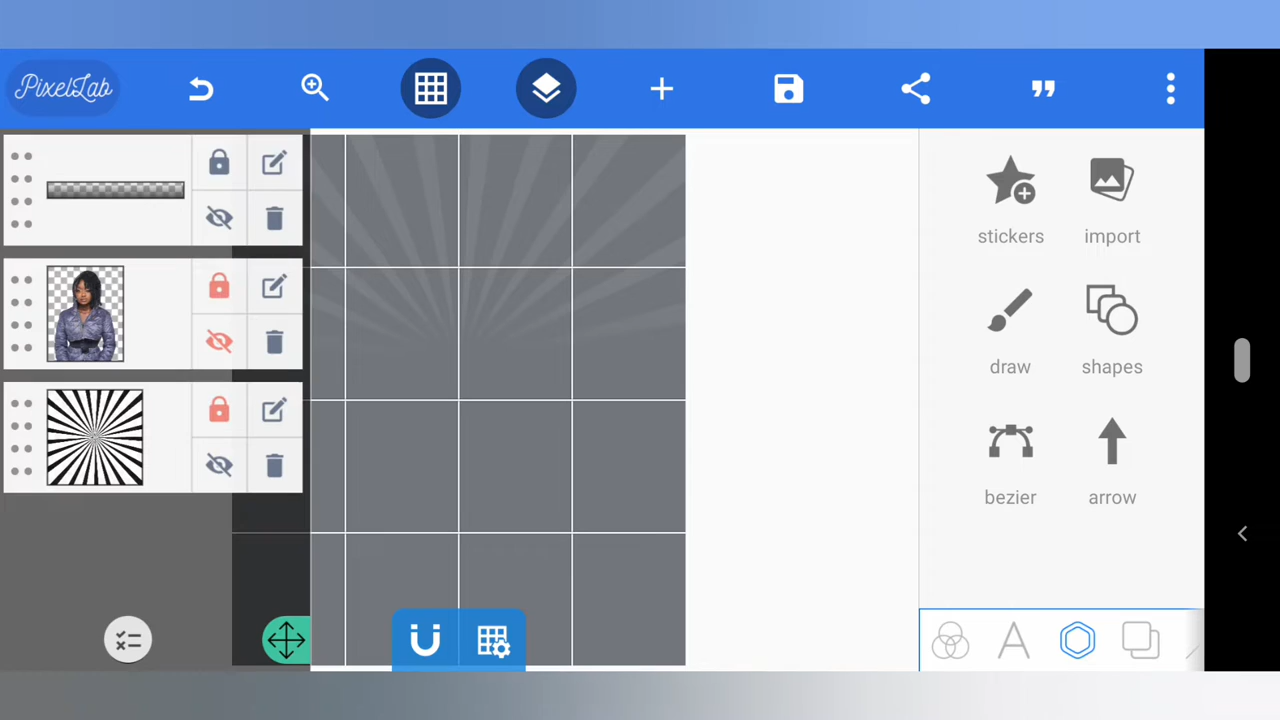 PixelLab
stickers
import
draw
shapes
bezier
arrow